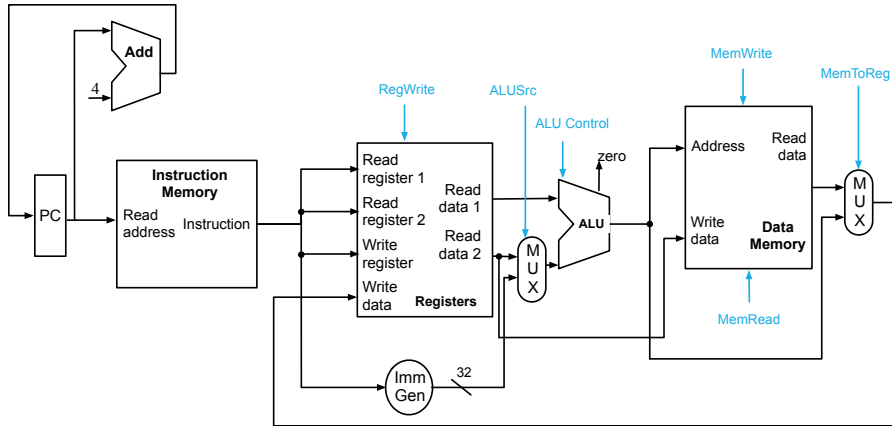 Add
4
PC
Instruction
Memory
Read
address
Instruction
RegWrite
Read
register 1
Read
register 2
Write
register
Write
data
Read
data 1
Read
data 2
Registers
Imm
Gen
32
ALUSrc
M
U
X
ALU Control
zero
ALU
MemWrite
Address
Read
data
Write
data
Data
Memory
MemRead
MemToReg
M
U
X